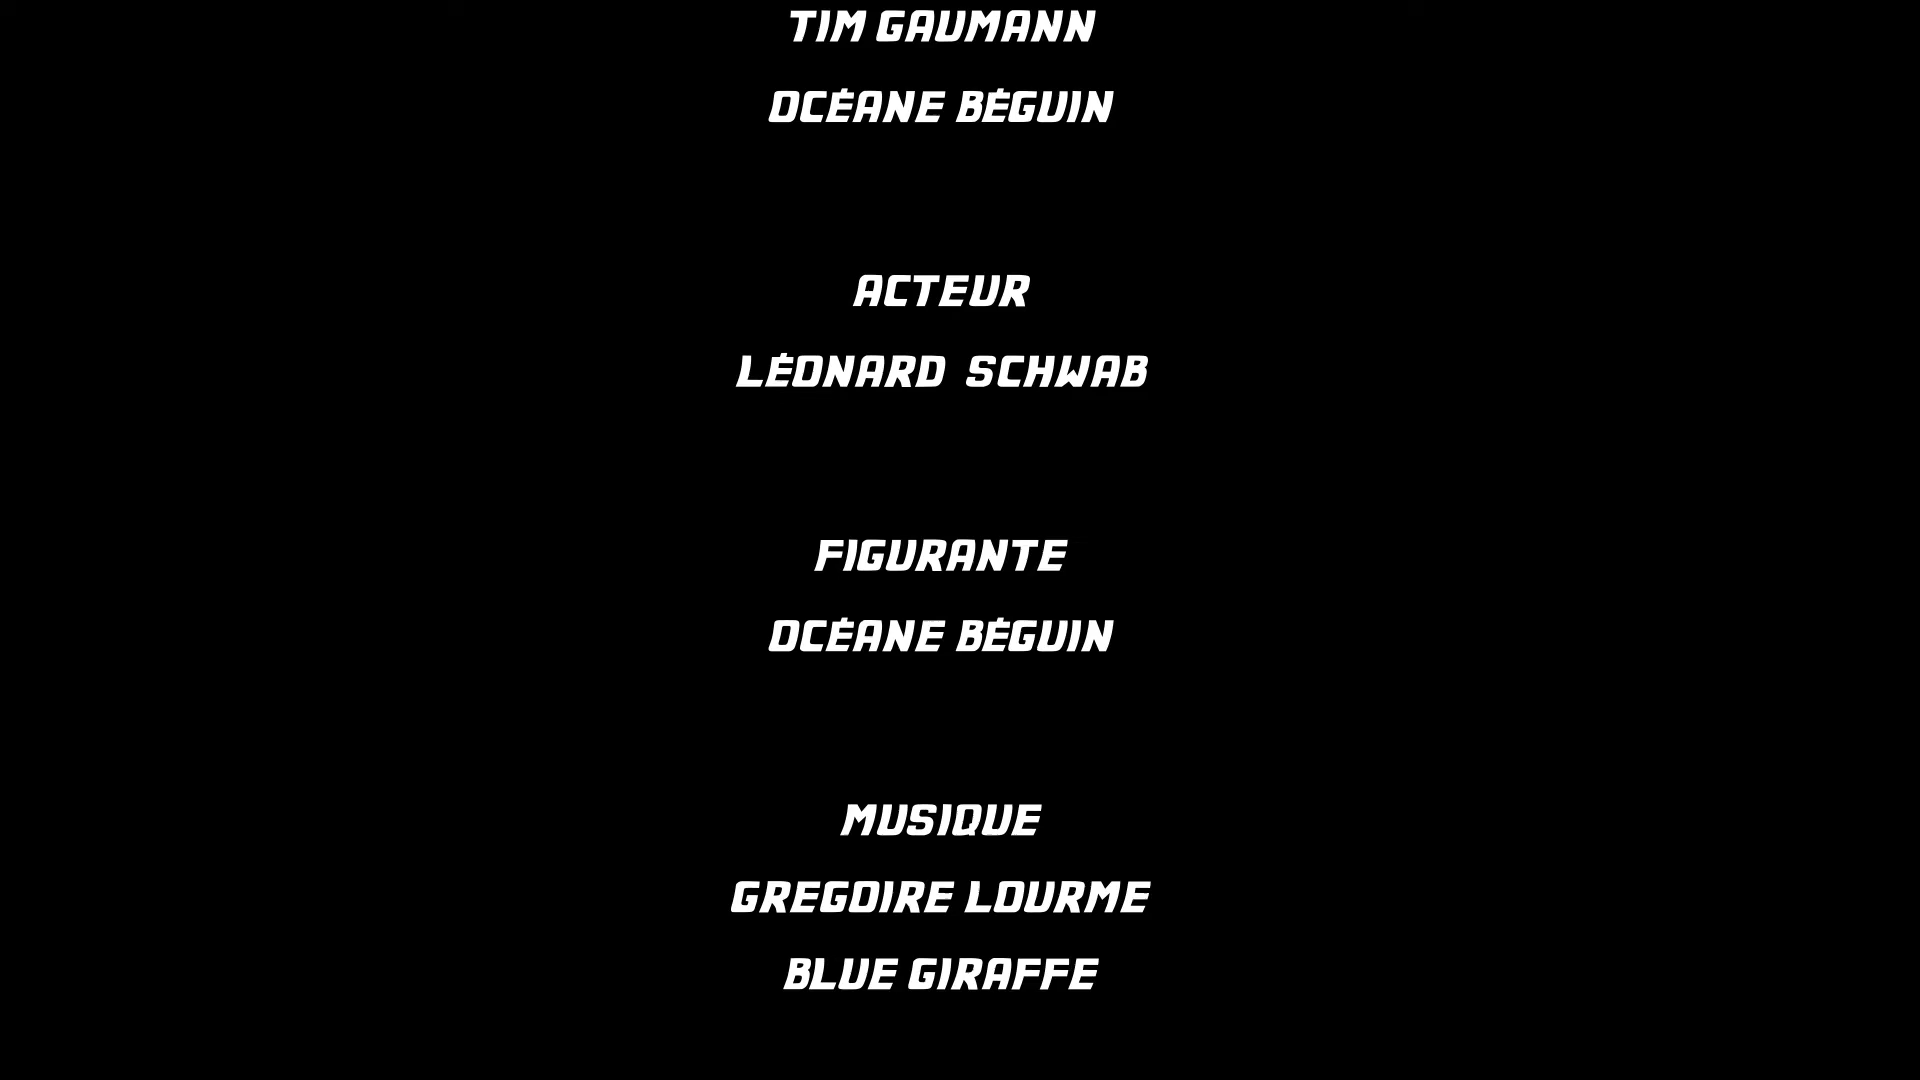 TIM GAUMANN
OCÉANE BÉGUIN
ACTEUR
LÉONARD SCHWAB
FIGURANTE
OCÉANE BÉGUIN
MUSIQUE
GREGOIRE LOURME
BLUE GIRAFFE